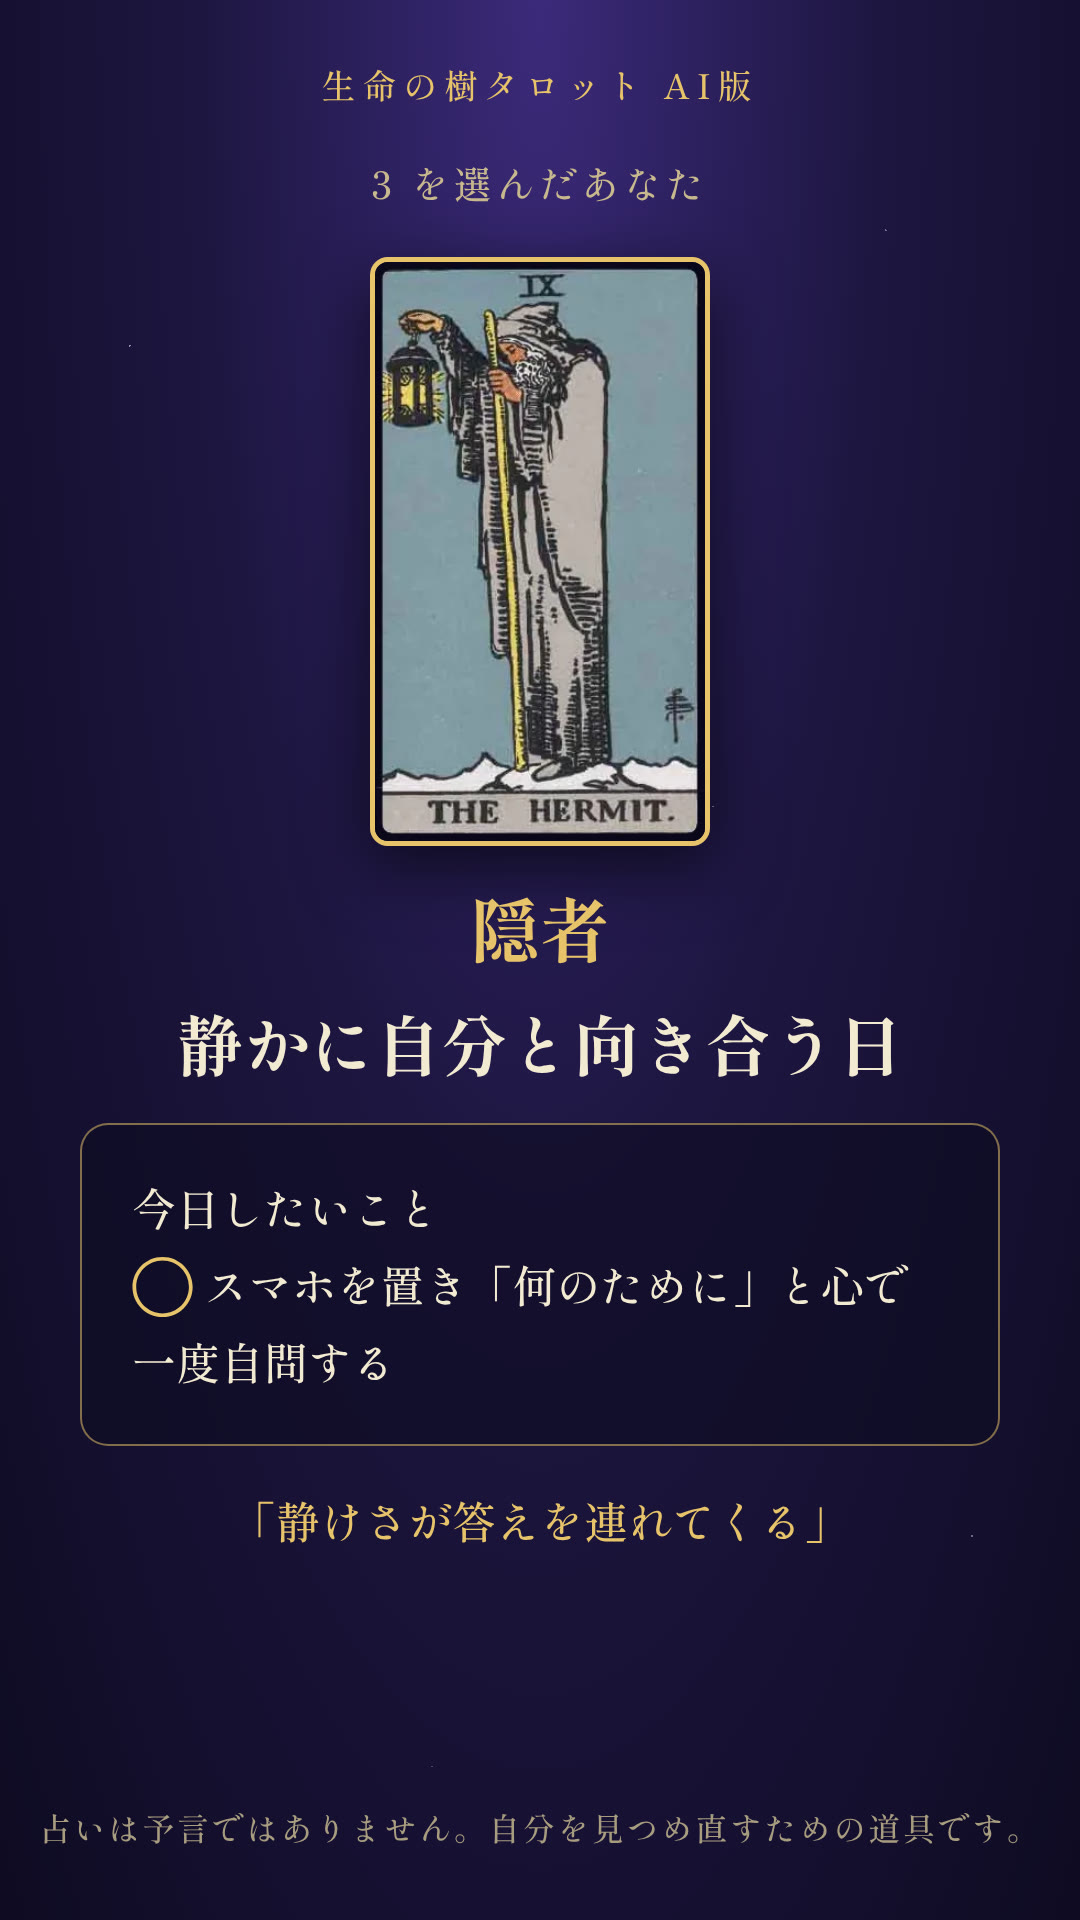 生命の樹タロット AI版
3 を選んだあなた
IX
THE HERMIT.
隠者
静かに自分と向き合う日
今日したいこと
◯ スマホを置き「何のために」と心で
一度自問する
「静けさが答えを連れてくる」
占いは予言ではありません。自分を見つめ直すための道具です。